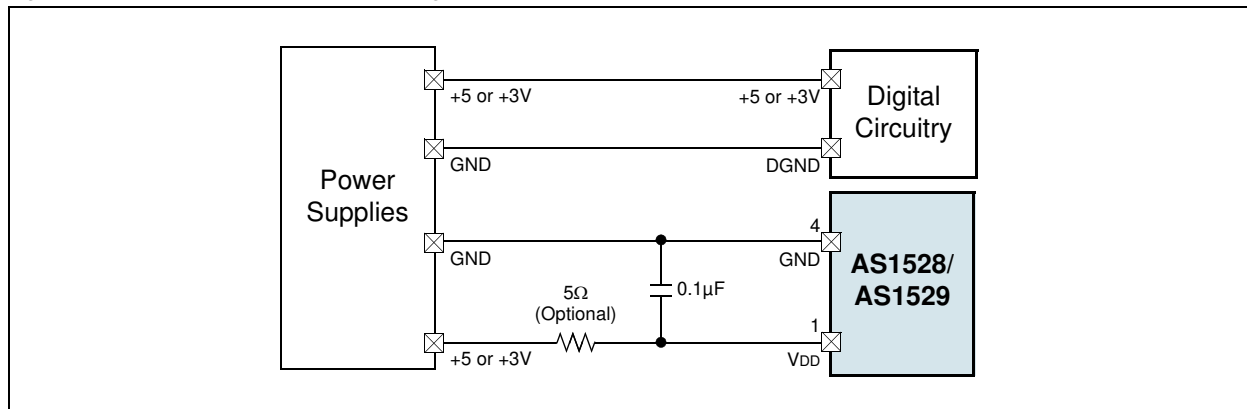 Power
Supplies
+5 or +3V
+5 or +3V
Digital
Circuitry
GND
DGND
GND
4
GND
AS1528/
AS1529
0.1µF
5Ω
(Optional)
+5 or +3V
1
VDD